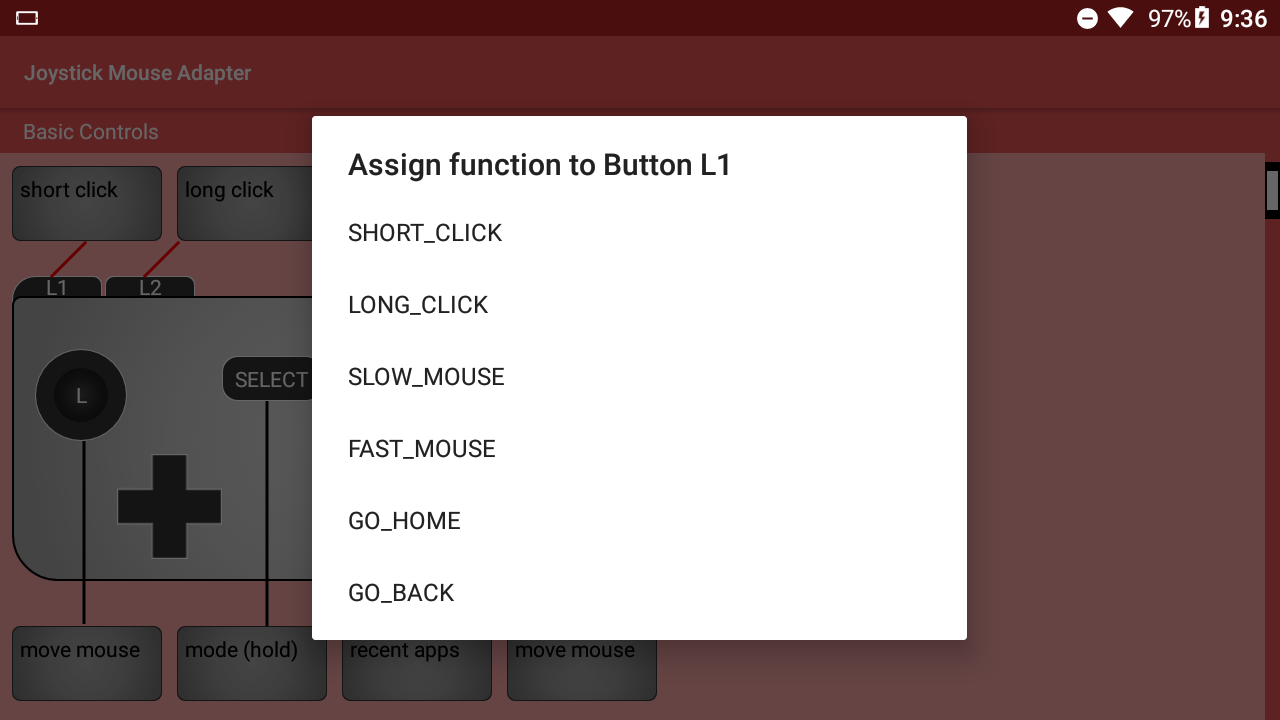 97% 9:36
Joystick Mouse Adapter
Basic Controls
short click
long click
L1
L2
L
SELECT
Assign function to Button L1
SHORT_CLICK
LONG_CLICK
SLOW_MOUSE
FAST_MOUSE
GO_HOME
GO_BACK
move mouse
mode (hold)
recent apps
move mouse